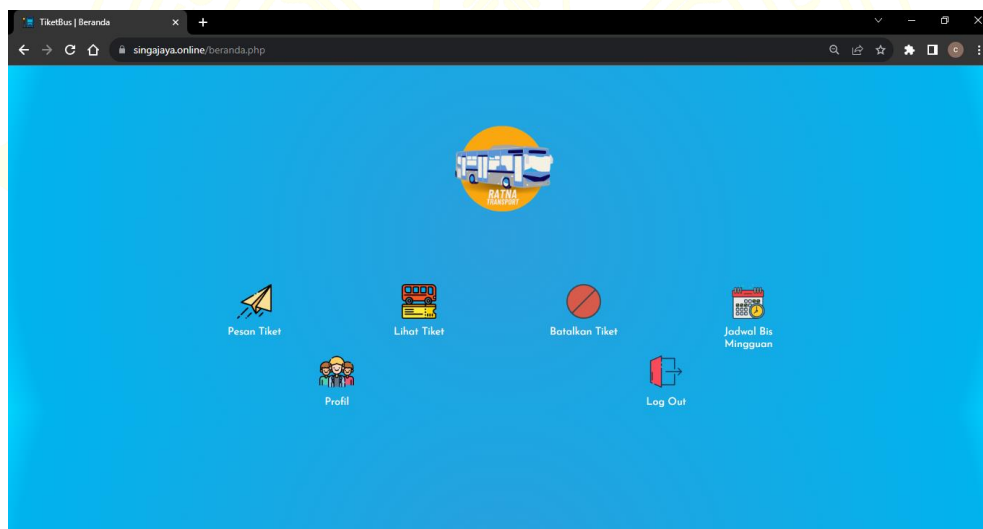 TiketBus | Beranda
singajaya.online/beranda.php
c
RATNA
TRANSPORT
Pesan Tiket
Lihat Tiket
Batalkan Tiket
Jadwal Bis
Mingguan
Profil
Log Out